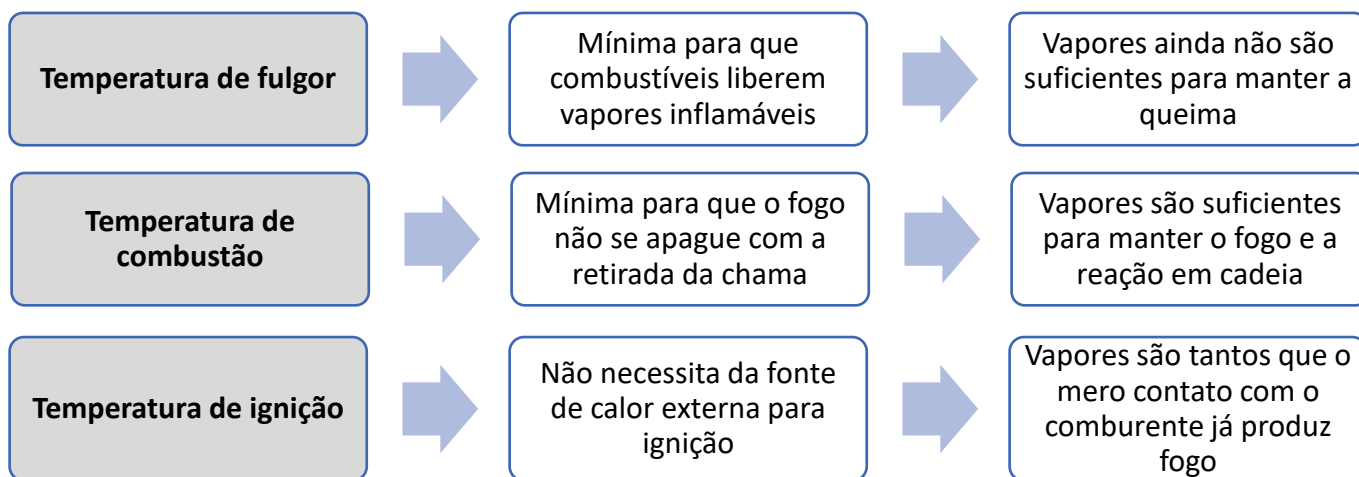 Temperatura de fulgor
Mínima para que
combustíveis liberem
vapores inflamáveis
Vapores ainda não são
suficientes para manter a
queima
Temperatura de
combustão
Mínima para que o fogo
não se apague com a
retirada da chama
Vapores são suficientes
para manter o fogo e a
reação em cadeia
Temperatura de ignição
Não necessita da fonte
de calor externa para
ignição
Vapores são tantos que o
mero contato com o
comburente já produz
fogo